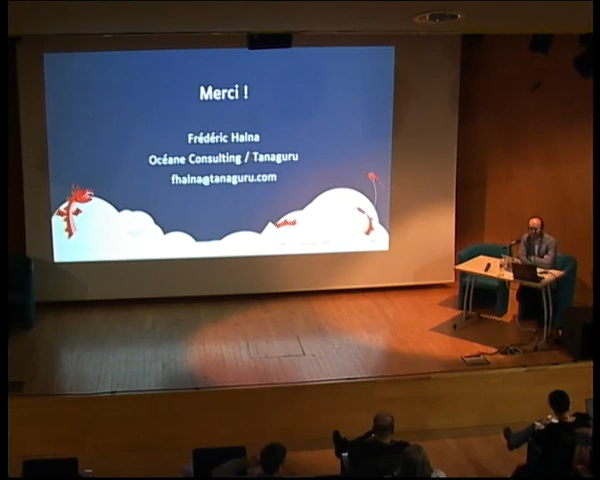 Merci !
Frédéric Halna
Océane Consulting / Tanaguru
fhalna@tanaguru.com